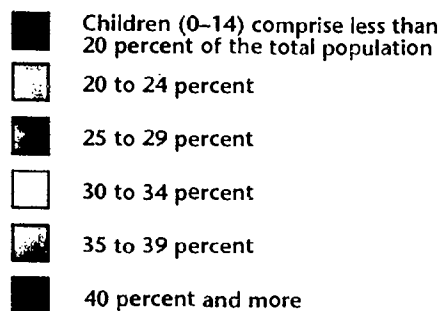 Children (0–14) comprise less than
20 percent of the total population
20 to 24 percent
25 to 29 percent
30 to 34 percent
35 to 39 percent
40 percent and more